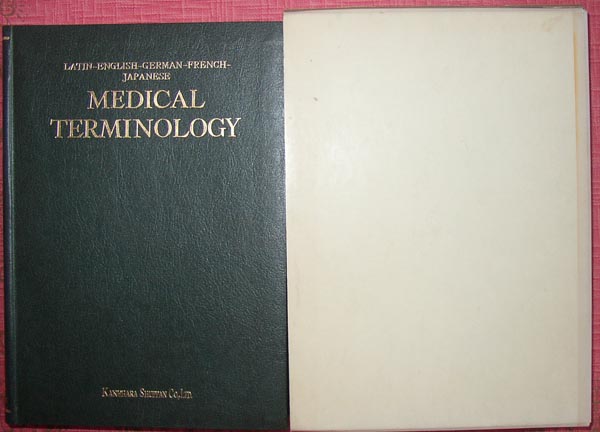 LATIN-ENGLISH-GERMAN-FRENCH-
JAPANESE
MEDICAL
TERMINOLOGY
KANEHARA SHUPPAN CO., LTD.